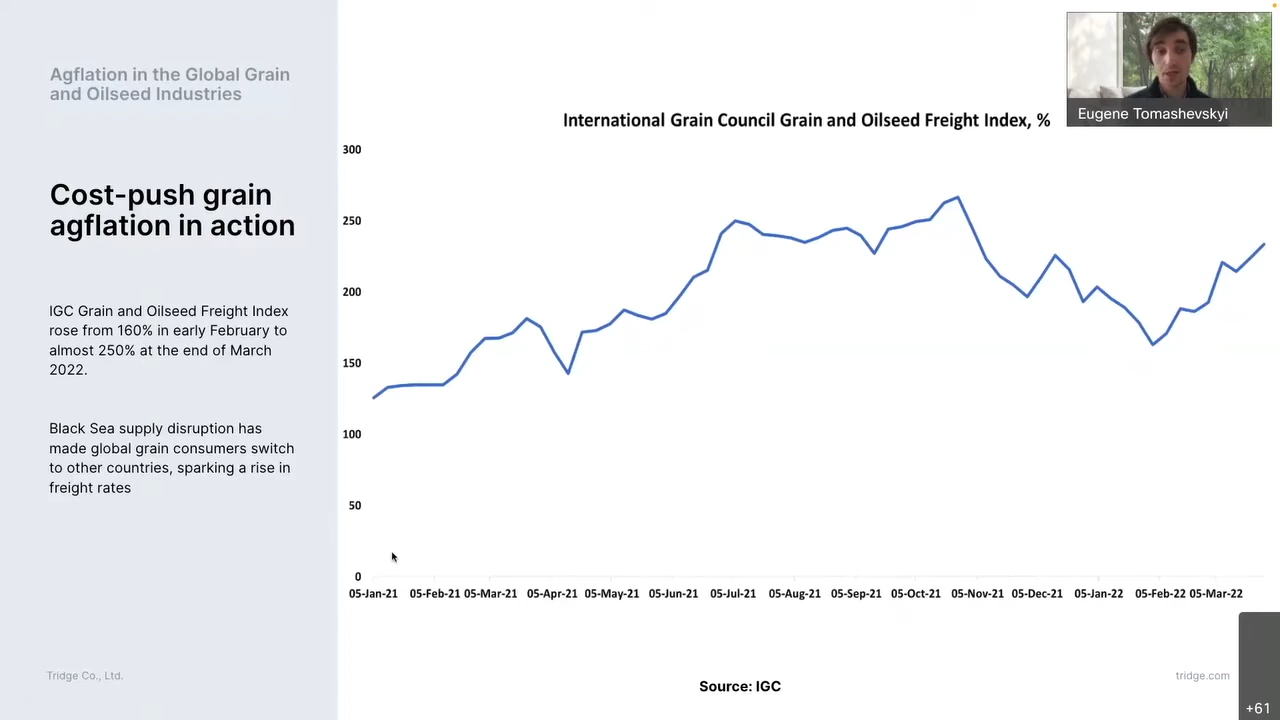 Agflation in the Global Grain
and Oilseed Industries
Cost-push grain
agflation in action
IGC Grain and Oilseed Freight Index
rose from 160% in early February to
almost 250% at the end of March
2022.
Black Sea supply disruption has
made global grain consumers switch
to other countries, sparking a rise in
freight rates
Tridge Co., Ltd.
International Grain Council Grain and Oilseed Freight Index, %
300
250
200
150
100
50
0
05-Jan-21 05-Feb-21 05-Mar-21 05-Apr-21 05-May-21 05-Jun-21 05-Jul-21 05-Aug-21 05-Sep-21 05-Oct-21 05-Nov-21 05-Dec-21 05-Jan-22 05-Feb-22 05-Mar-22
Source: IGC
tridge.com
Eugene Tomashevskyi
+61